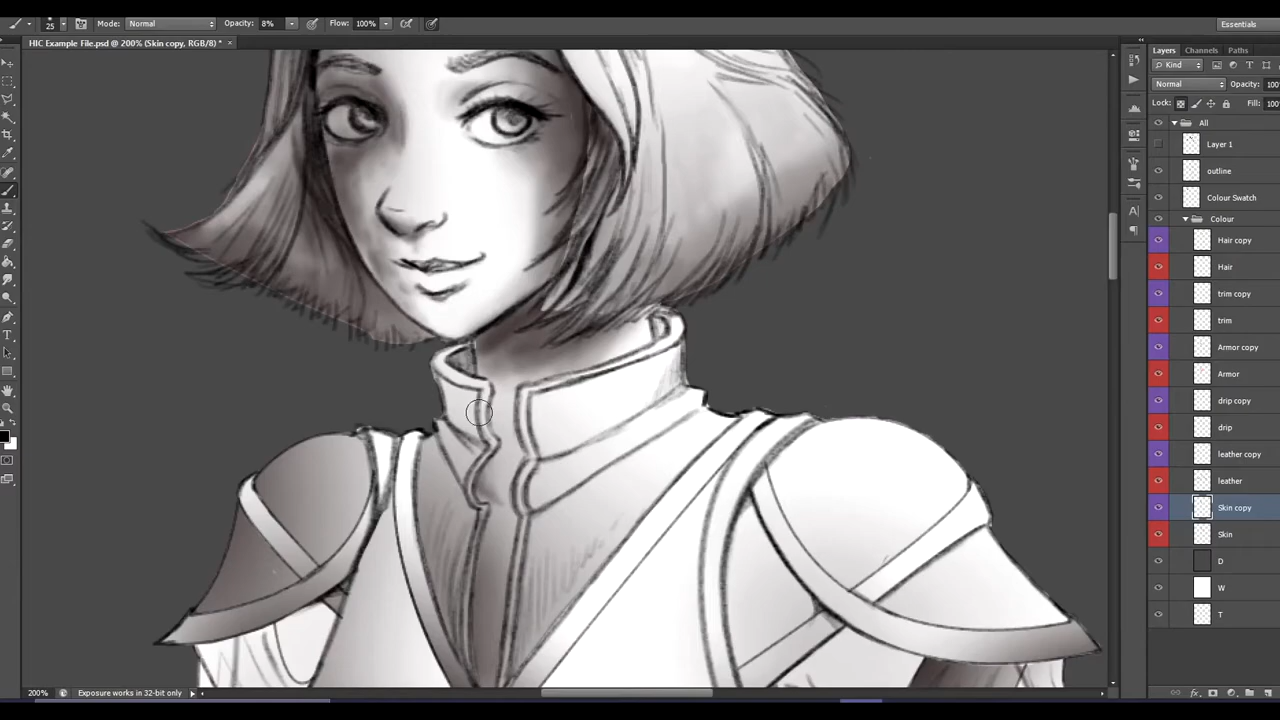 25 Mode: Normal Opacity: 8% Flow: 100% Essentials
HIC Example File.psd @ 200% (Skin copy, RGB/8) * ×
Layers Channels Paths
Kind
Normal Opacity: 100
Lock: Fill: 100
All
Layer 1
outline
Colour Swatch
Colour
Hair copy
Hair
trim copy
trim
Armor copy
Armor
drip copy
drip
leather copy
leather
Skin copy
Skin
D
W
T
200% Exposure works in 32-bit only